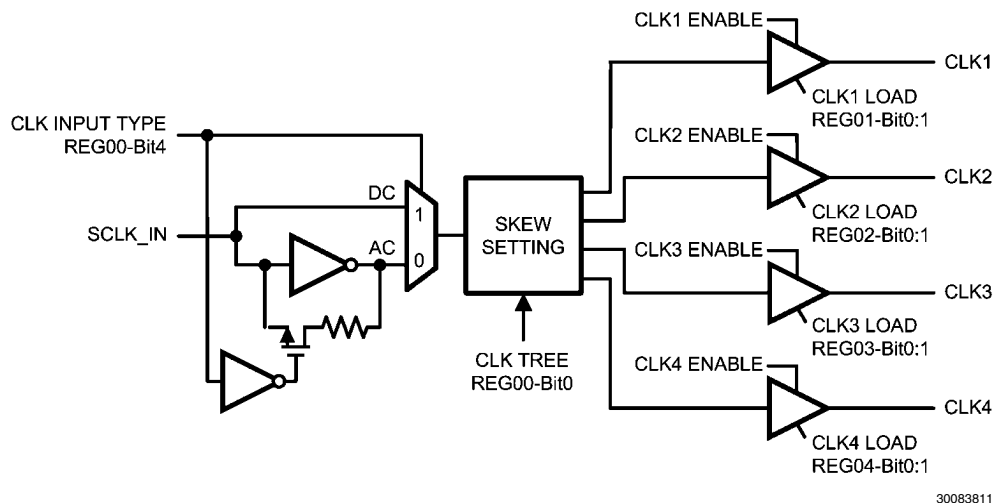 CLK1 ENABLE
CLK1
CLK1 LOAD
REG01-Bit0:1
CLK INPUT TYPE
REG00-Bit4
CLK2 ENABLE
CLK2
CLK2 LOAD
REG02-Bit0:1
DC
1
SCLK_IN
AC
0
SKEW
SETTING
CLK3 ENABLE
CLK3
CLK3 LOAD
REG03-Bit0:1
CLK TREE
REG00-Bit0
CLK4 ENABLE
CLK4
CLK4 LOAD
REG04-Bit0:1
30083811